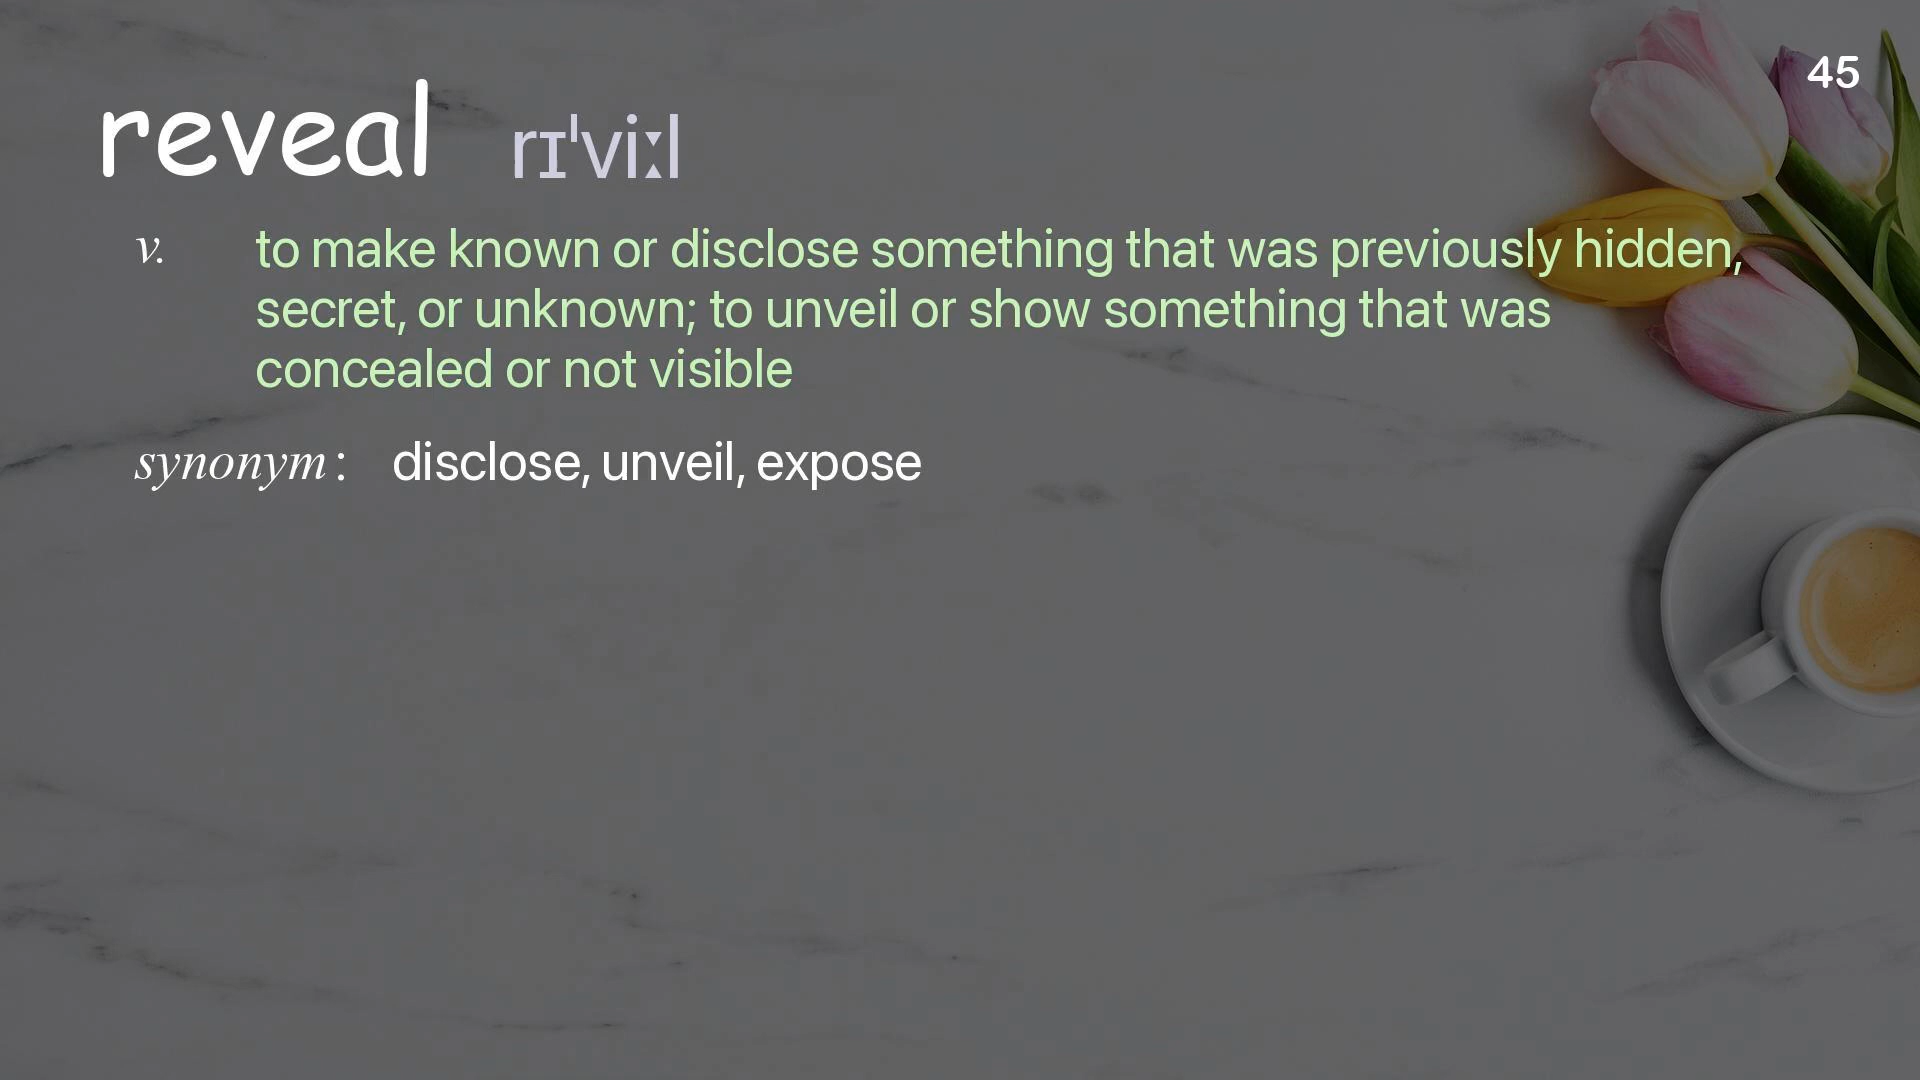 45
reveal rɪˈviːl
v. to make known or disclose something that was previously hidden,
secret, or unknown; to unveil or show something that was
concealed or not visible
synonym : disclose, unveil, expose